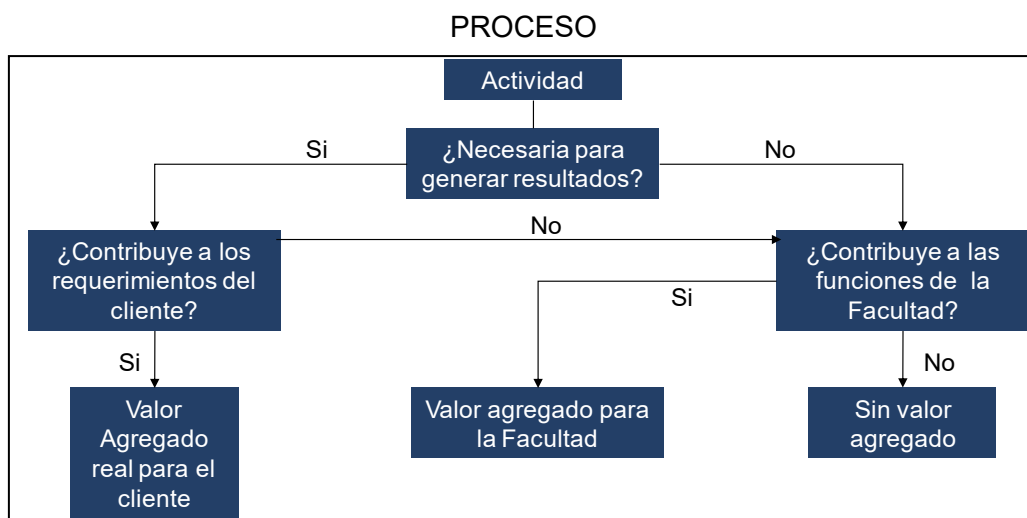 PROCESO
Actividad
Si
¿Necesaria para
generar resultados?
No
¿Contribuye a los
requerimientos del
cliente?
No
¿Contribuye a las
funciones de la
Facultad?
Si
Si
No
Valor
Agregado
real para el
cliente
Valor agregado para
la Facultad
Sin valor
agregado